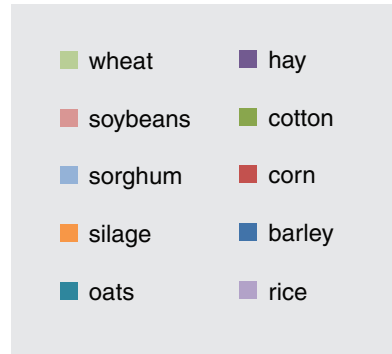 wheat
soybeans
sorghum
silage
oats
hay
cotton
corn
barley
rice